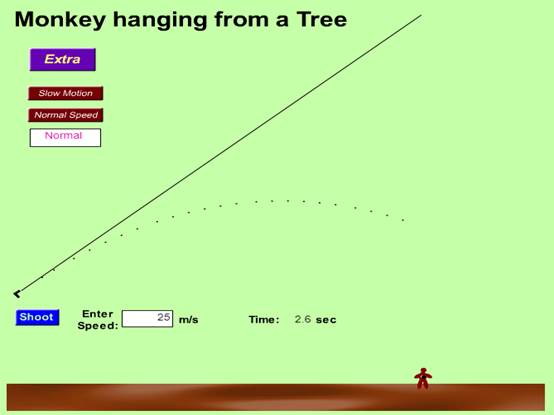 Monkey hanging from a Tree
Extra
Slow Motion
Normal Speed
Normal
Shoot
Enter
Speed:
25 m/s
Time: 2.6 sec